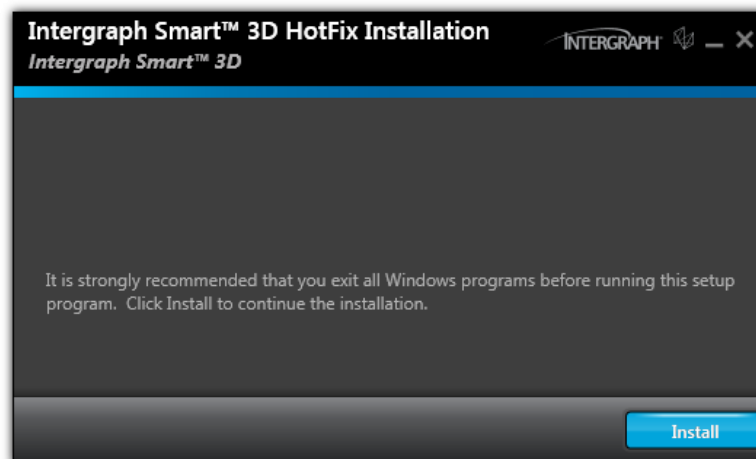 Intergraph Smart™ 3D HotFix Installation
INTERGRAPH
Intergraph Smart™ 3D
It is strongly recommended that you exit all Windows programs before running this setup
program. Click Install to continue the installation.
Install